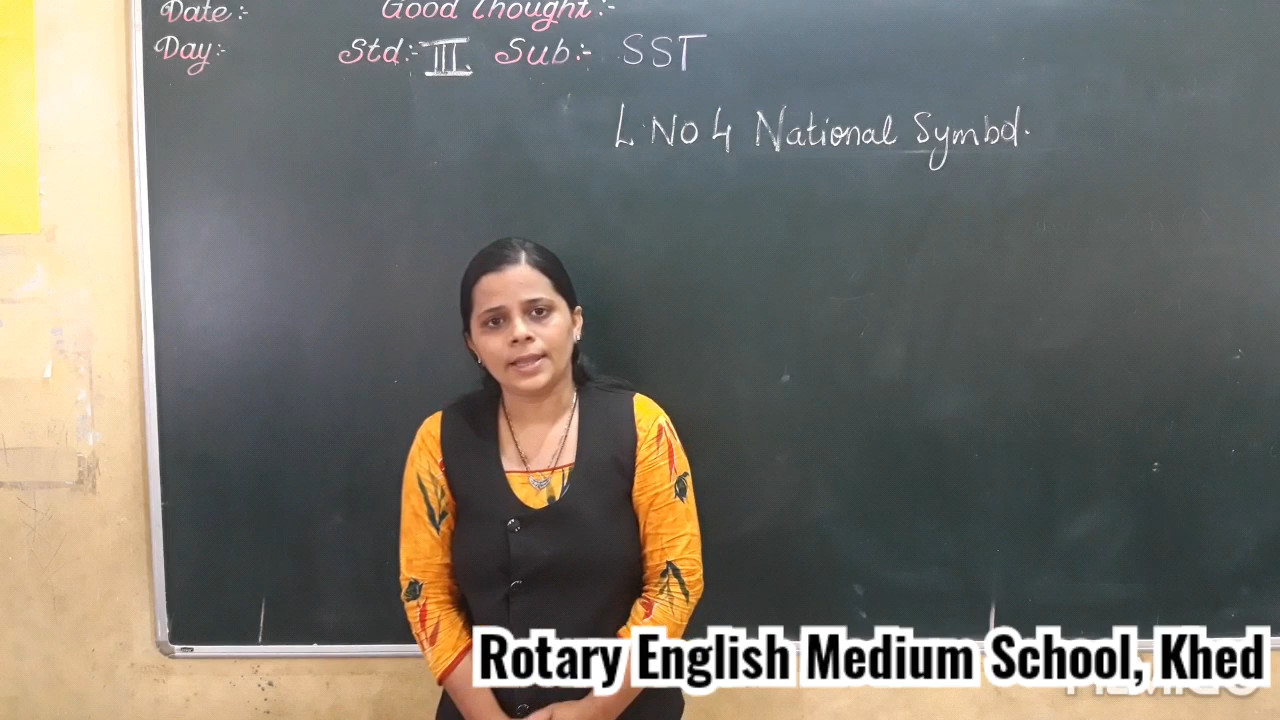 Date:- Good Thought:-
Day:- Std:- III. Sub:- SST
L.No 4 National Symbol.
Rotary English Medium School, Khed